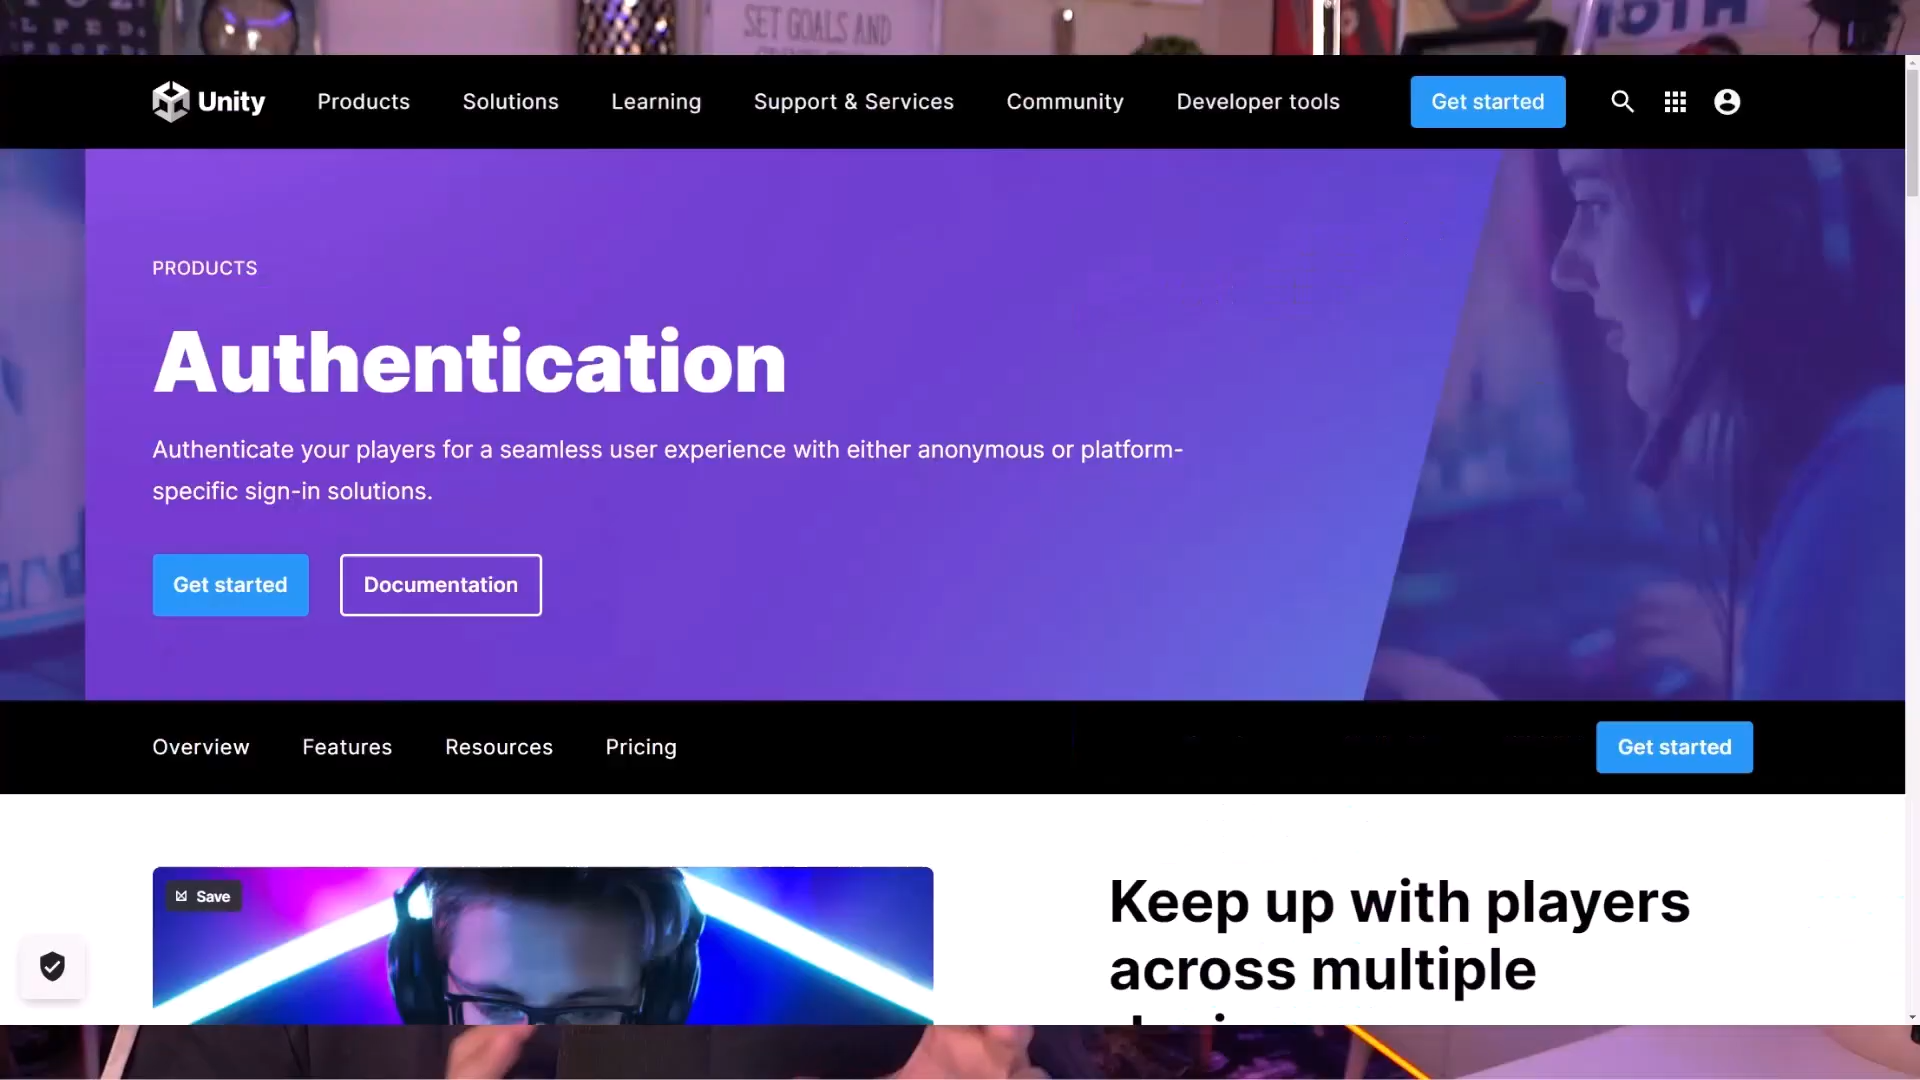 SET GOALS AND
Unity
Products
Solutions
Learning
Support & Services
Community
Developer tools
Get started
PRODUCTS
Authentication
Authenticate your players for a seamless user experience with either anonymous or platform-
specific sign-in solutions.
Get started
Documentation
Overview
Features
Resources
Pricing
Get started
Save
Keep up with players
across multiple